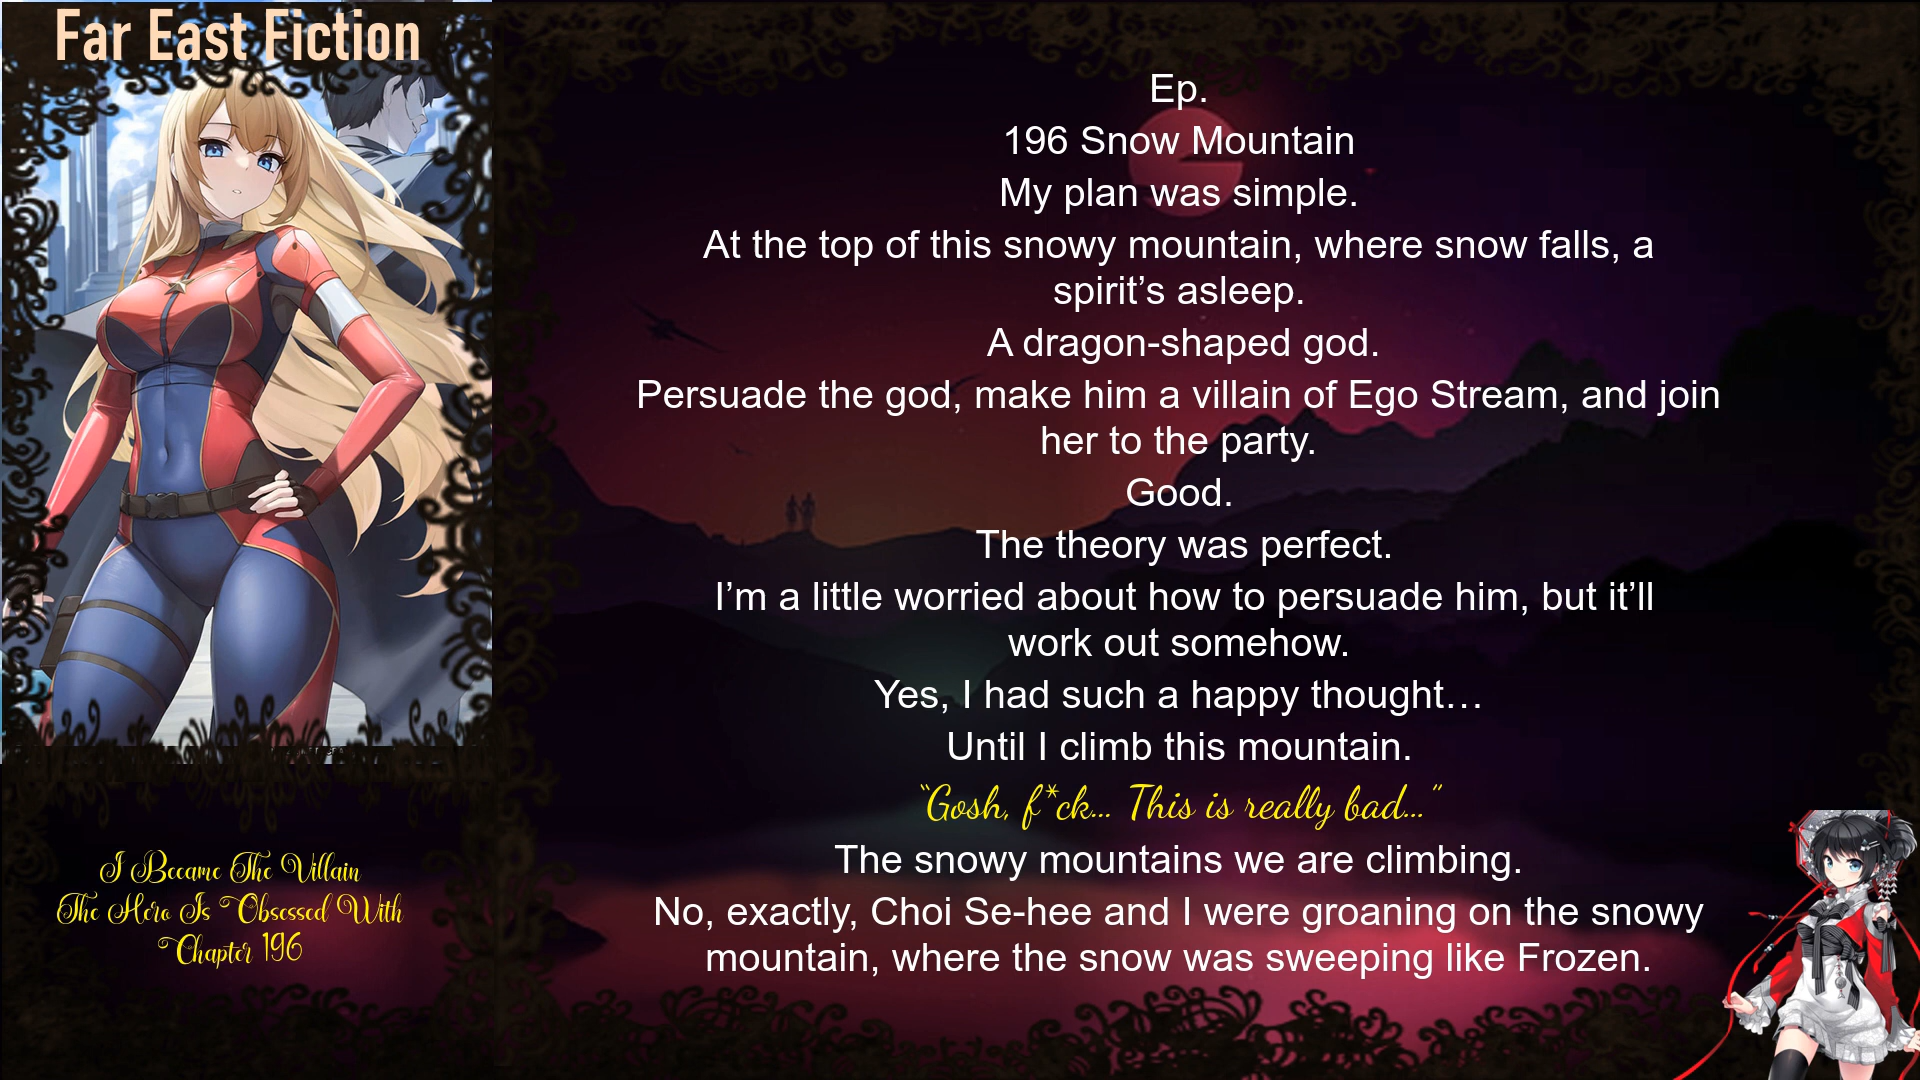 Far East Fiction
Ep.
196 Snow Mountain
My plan was simple.
At the top of this snowy mountain, where snow falls, a
spirit’s asleep.
A dragon-shaped god.
Persuade the god, make him a villain of Ego Stream, and join
her to the party.
Good.
The theory was perfect.
I’m a little worried about how to persuade him, but it’ll
work out somehow.
Yes, I had such a happy thought…
Until I climb this mountain.
“Gosh, f*ck… This is really bad…”
The snowy mountains we are climbing.
No, exactly, Choi Se-hee and I were groaning on the snowy
mountain, where the snow was sweeping like Frozen.
I Became The Villain
The Hero Is Obsessed With
Chapter 196